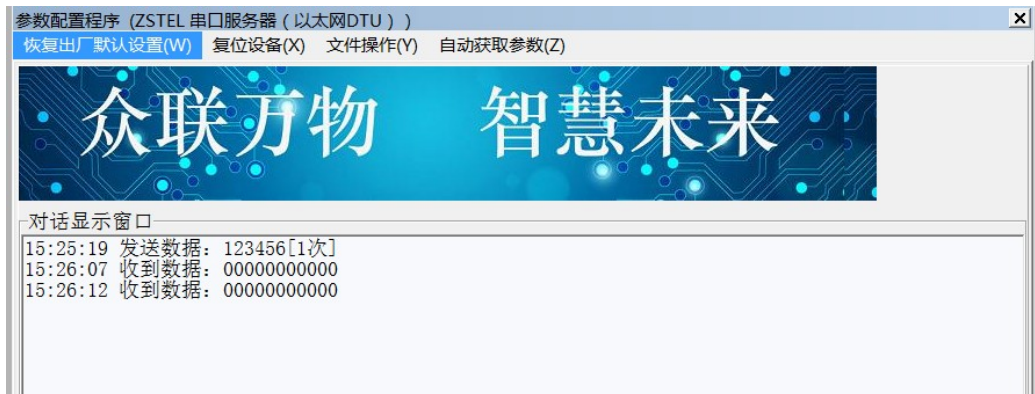 参数配置程序 (ZSTEL 串口服务器 ( 以太网DTU ) )
恢复出厂默认设置(W) 复位设备(X) 文件操作(Y) 自动获取参数(Z)
众联万物 智慧未来
对话显示窗口
15:25:19 发送数据: 123456[1次]
15:26:07 收到数据: 00000000000
15:26:12 收到数据: 00000000000